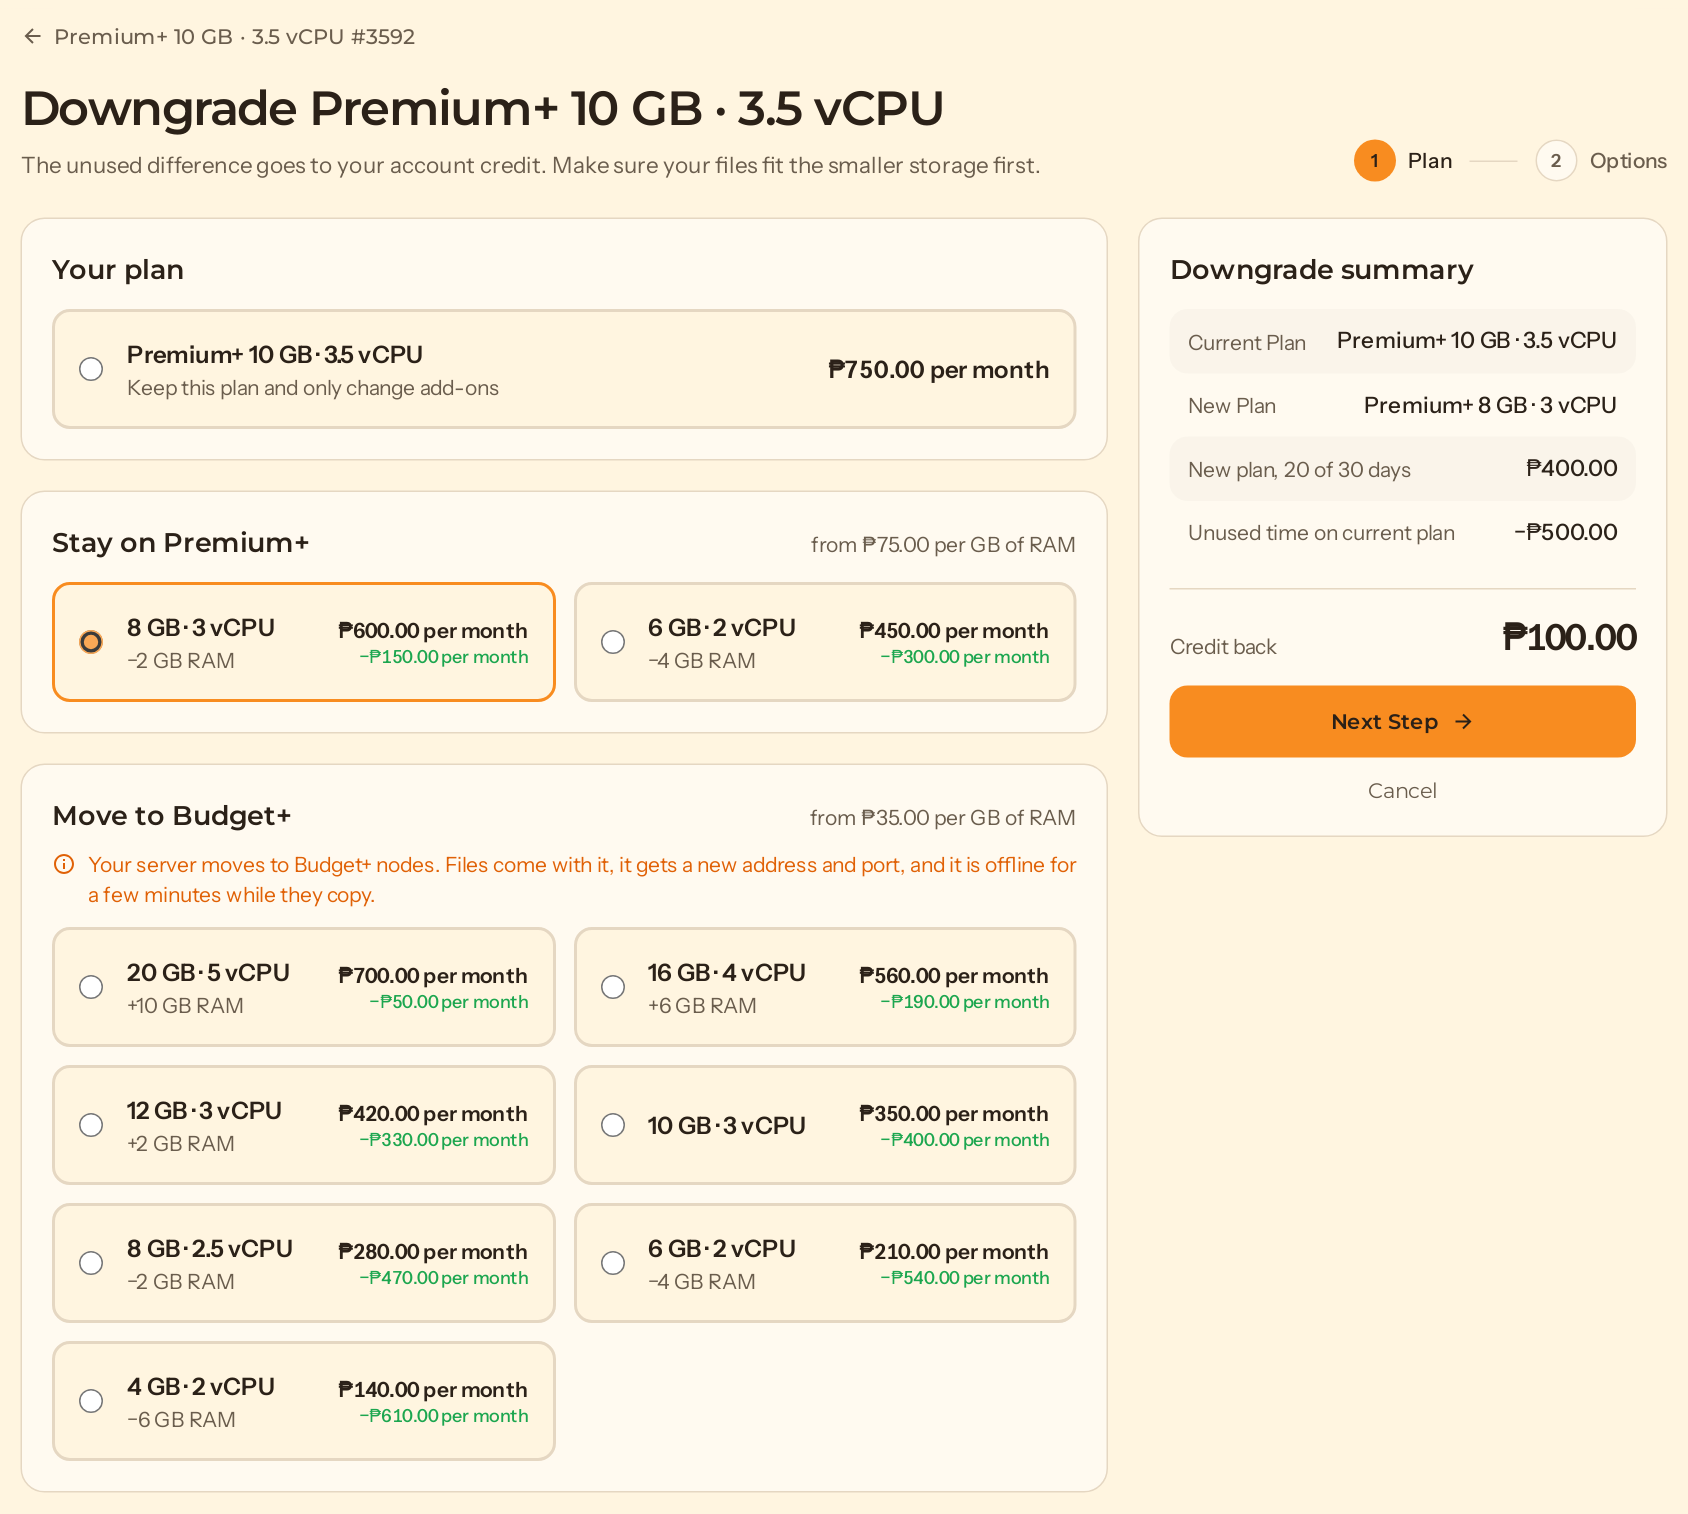 ← Premium+ 10 GB · 3.5 vCPU #3592
Downgrade Premium+ 10 GB · 3.5 vCPU
The unused difference goes to your account credit. Make sure your files fit the smaller storage first.
1 Plan
2 Options
Your plan
Premium+ 10 GB · 3.5 vCPU
Keep this plan and only change add-ons
₱750.00 per month
Stay on Premium+
from ₱75.00 per GB of RAM
8 GB · 3 vCPU
−2 GB RAM
₱600.00 per month
−₱150.00 per month
6 GB · 2 vCPU
−4 GB RAM
₱450.00 per month
−₱300.00 per month
Move to Budget+
from ₱35.00 per GB of RAM
Your server moves to Budget+ nodes. Files come with it, it gets a new address and port, and it is offline for
a few minutes while they copy.
20 GB · 5 vCPU
+10 GB RAM
₱700.00 per month
−₱50.00 per month
16 GB · 4 vCPU
+6 GB RAM
₱560.00 per month
−₱190.00 per month
12 GB · 3 vCPU
+2 GB RAM
₱420.00 per month
−₱330.00 per month
10 GB · 3 vCPU
₱350.00 per month
−₱400.00 per month
8 GB · 2.5 vCPU
−2 GB RAM
₱280.00 per month
−₱470.00 per month
6 GB · 2 vCPU
−4 GB RAM
₱210.00 per month
−₱540.00 per month
4 GB · 2 vCPU
−6 GB RAM
₱140.00 per month
−₱610.00 per month
Downgrade summary
Current Plan Premium+ 10 GB · 3.5 vCPU
New Plan Premium+ 8 GB · 3 vCPU
New plan, 20 of 30 days ₱400.00
Unused time on current plan −₱500.00
Credit back ₱100.00
Next Step →
Cancel